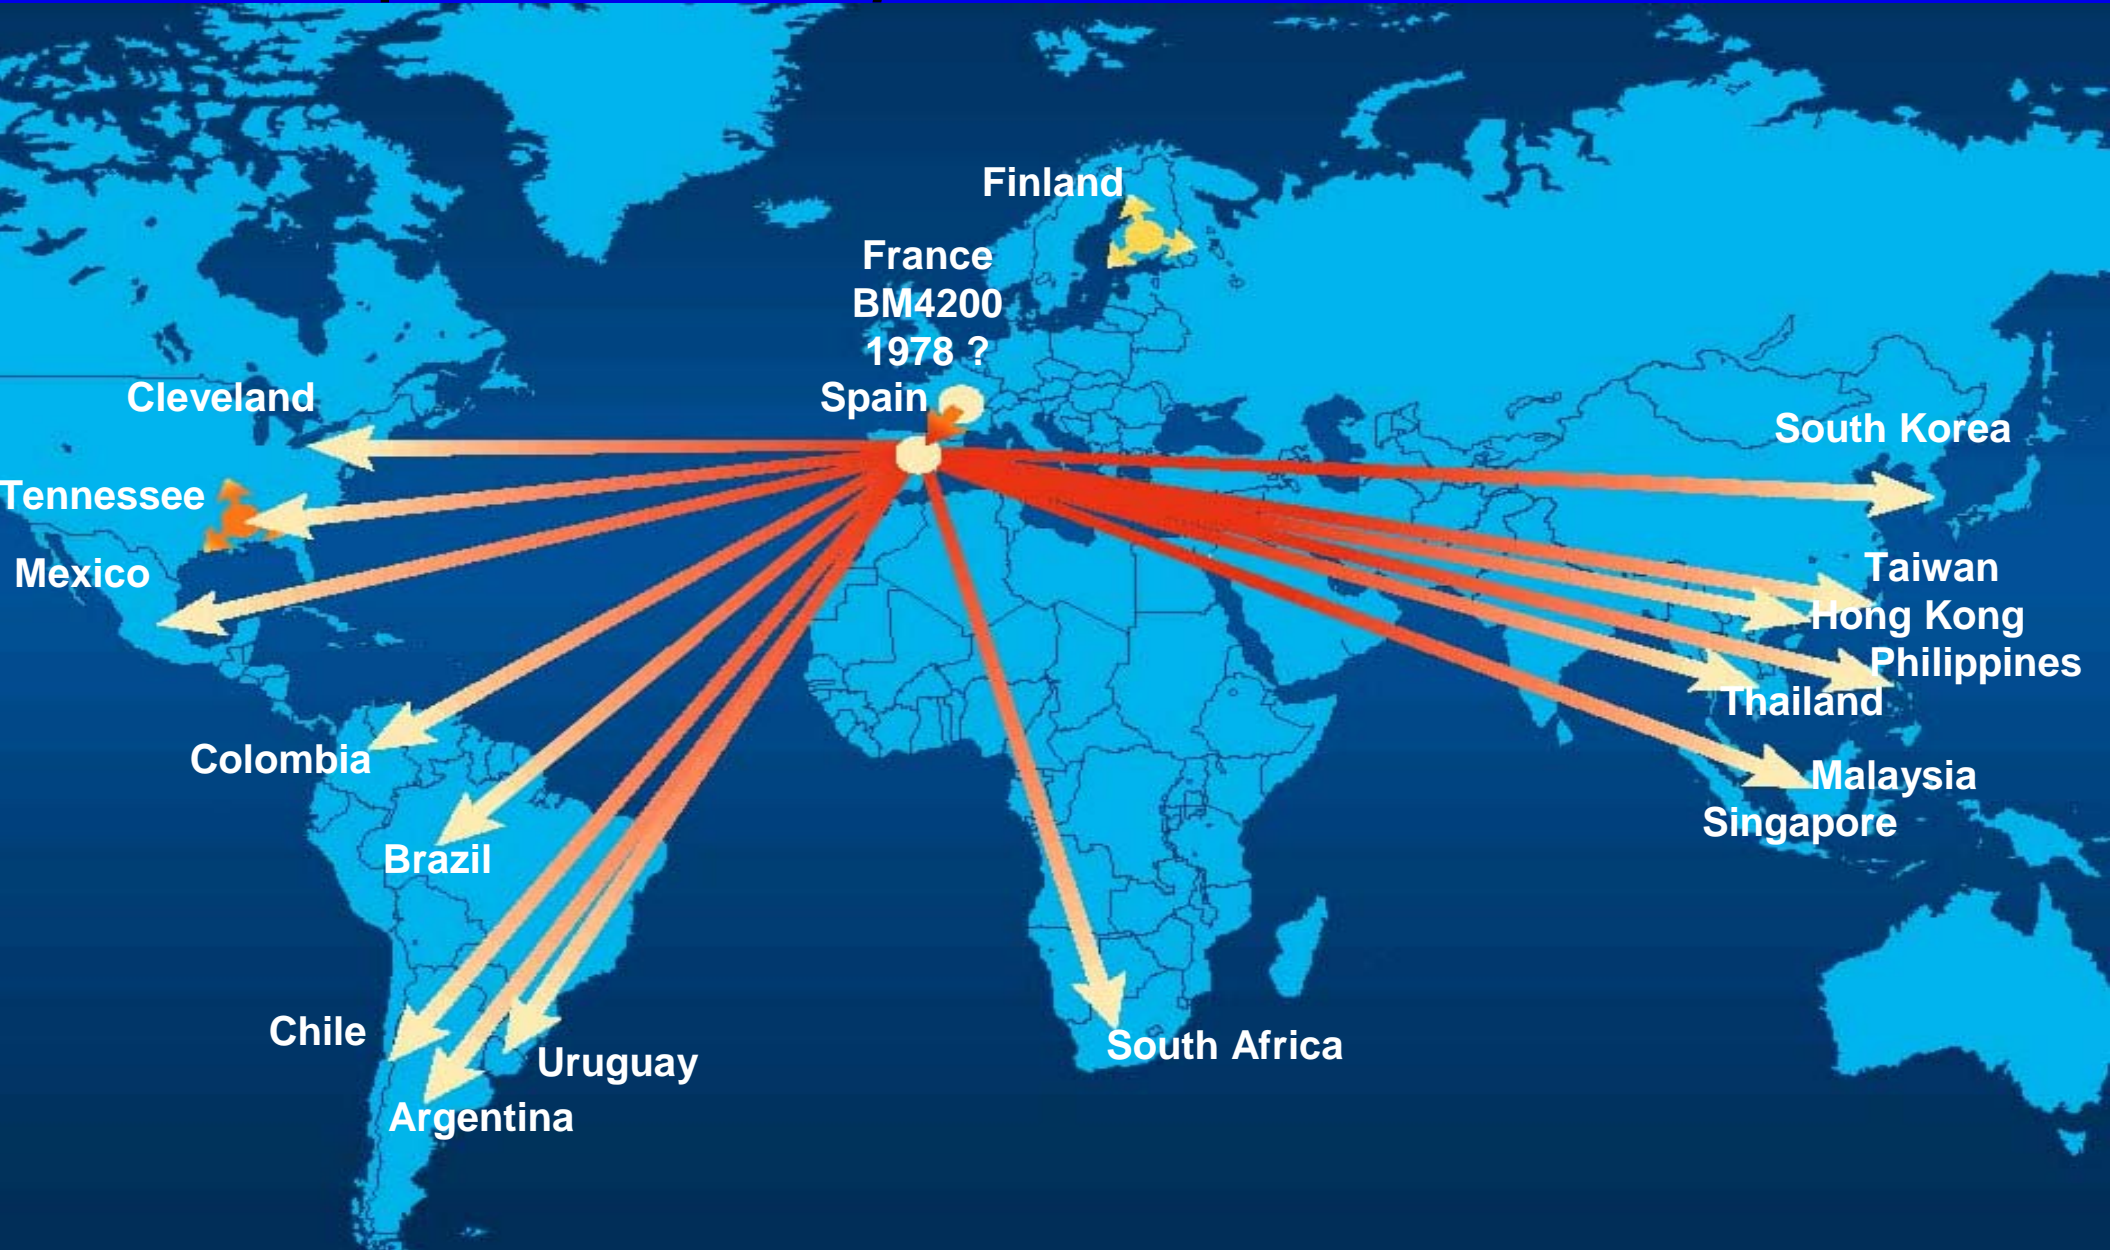 Finland
France
BM4200
1978 ?
Spain
Cleveland
South Korea
Tennessee
Mexico
Taiwan
Hong Kong
Philippines
Thailand
Colombia
Malaysia
Singapore
Brazil
Chile
Uruguay
South Africa
Argentina